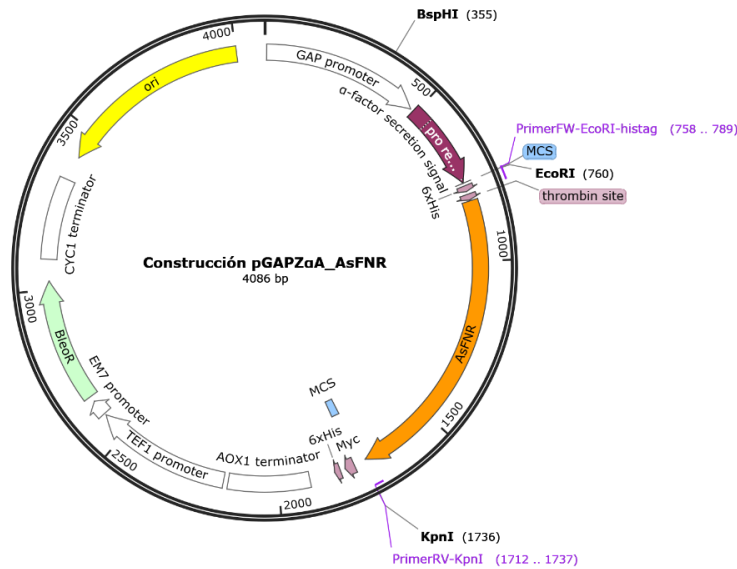 BspHI (355)
4000
GAP promoter
500
ori
α-factor secretion signal
pro re...
PrimerFW-EcoRI-histag (758 .. 789)
3500
MCS
EcoRI (760)
6xHis
thrombin site
CYC1 terminator
1000
Construcción pGAPZαA_AsFNR
4086 bp
AsFNR
3000
BleoR
EM7 promoter
MCS
1500
6xHis
Myc
TEF1 promoter
AOX1 terminator
2500
2000
KpnI (1736)
PrimerRV-KpnI (1712 .. 1737)